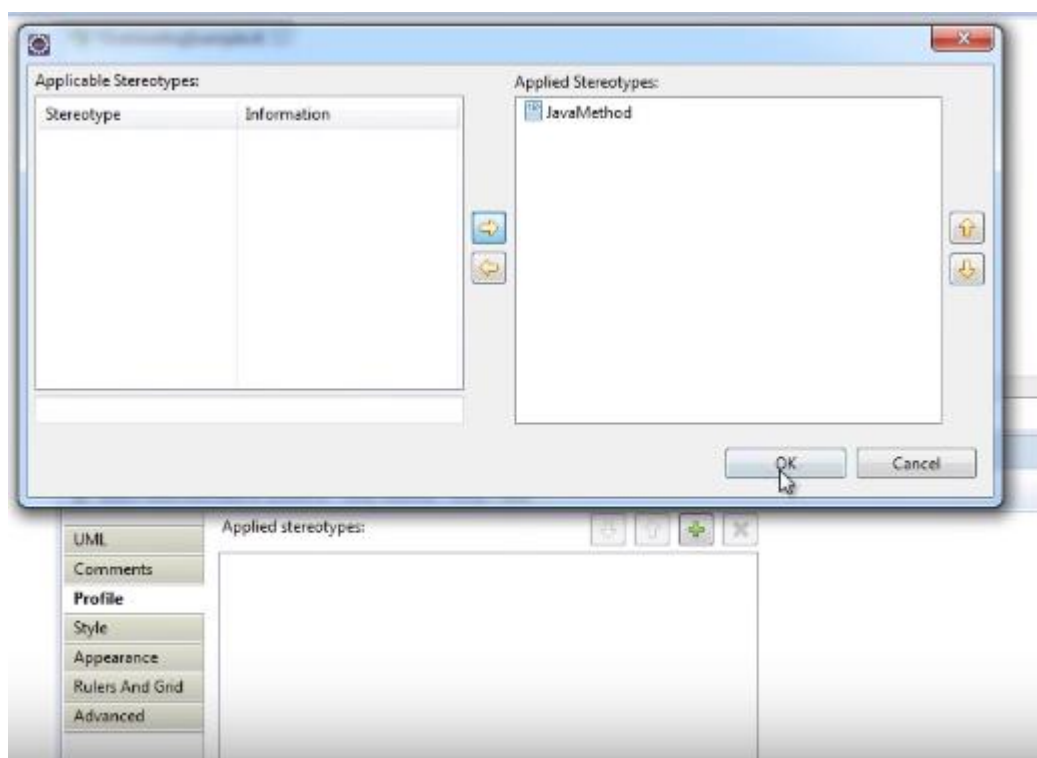 Applicable Stereotypes:
Applied Stereotypes:
Stereotype Information
JavaMethod
OK Cancel
Applied stereotypes:
UML
Comments
Profile
Style
Appearance
Rulers And Grid
Advanced